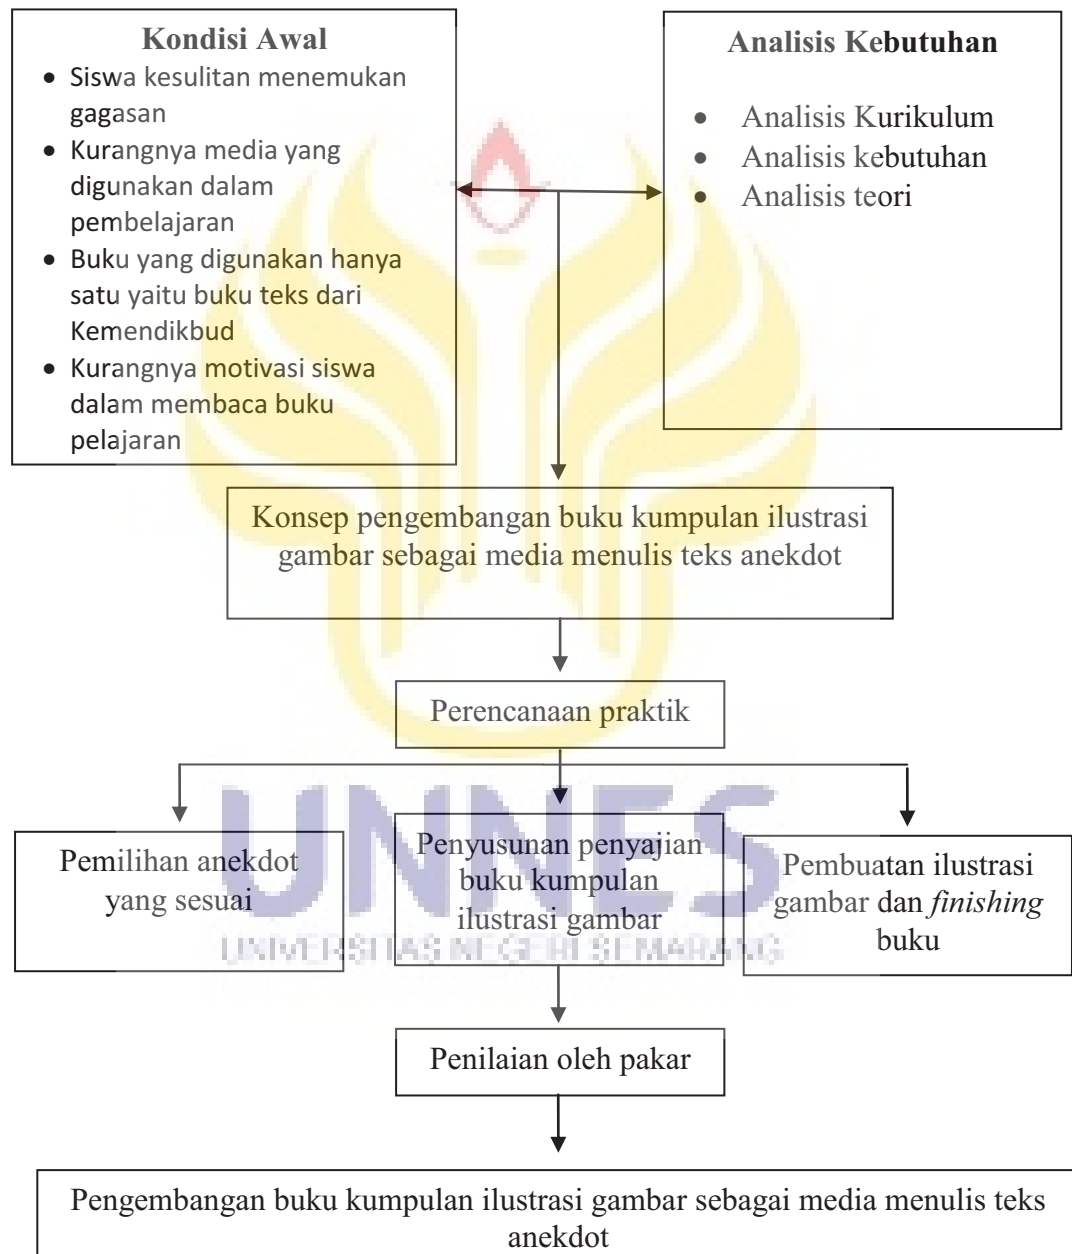 Kondisi Awal
• Siswa kesulitan menemukan
gagasan
• Kurangnya media yang
digunakan dalam
pembelajaran
• Buku yang digunakan hanya
satu yaitu buku teks dari
Kemendikbud
• Kurangnya motivasi siswa
dalam membaca buku
pelajaran
Analisis Kebutuhan
• Analisis Kurikulum
• Analisis kebutuhan
• Analisis teori
Konsep pengembangan buku kumpulan ilustrasi
gambar sebagai media menulis teks anekdot
Perencanaan praktik
Pemilihan anekdot
yang sesuai
Penyusunan penyajian
buku kumpulan
ilustrasi gambar
Pembuatan ilustrasi
gambar dan finishing
buku
UNNES
UNIVERSITAS NEGERI SEMARANG
Penilaian oleh pakar
Pengembangan buku kumpulan ilustrasi gambar sebagai media menulis teks
anekdot